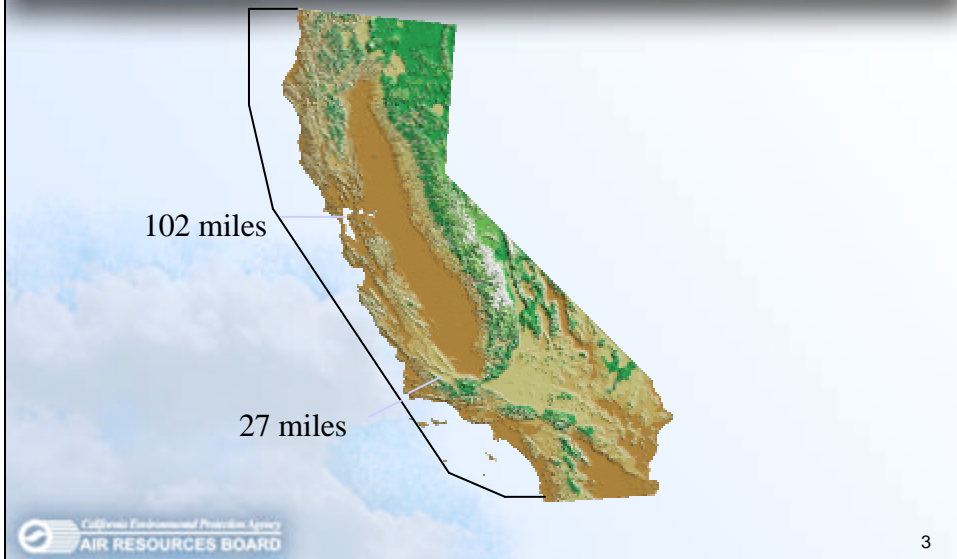 102 miles
27 miles
California Environmental Protection Agency
AIR RESOURCES BOARD
3